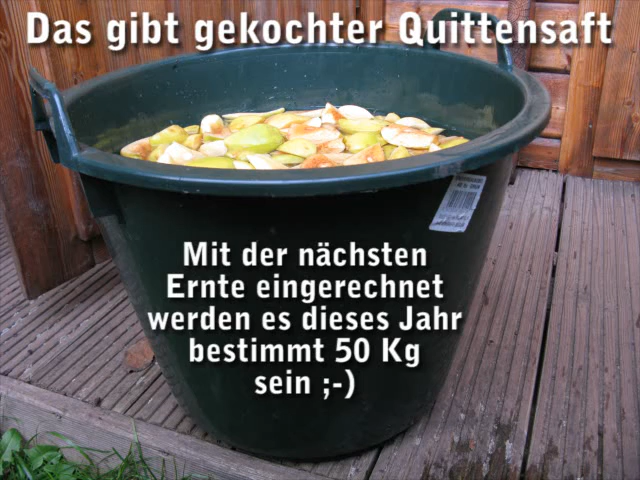 Das gibt gekochter Quittensaft
Mit der nächsten
Ernte eingerechnet
werden es dieses Jahr
bestimmt 50 Kg
sein ;-)